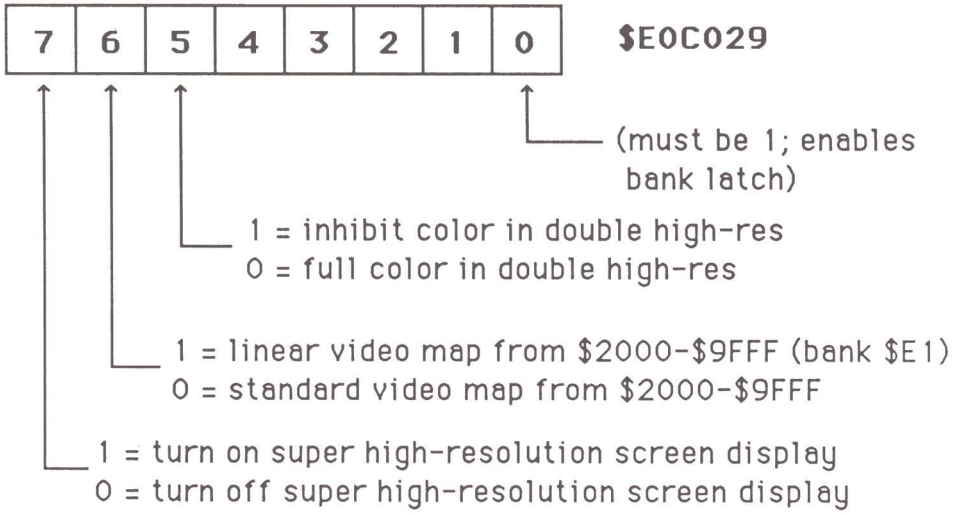 7 6 5 4 3 2 1 0 $E0C029
(must be 1; enables
bank latch)
1 = inhibit color in double high-res
0 = full color in double high-res
1 = linear video map from $2000-$9FFF (bank $E1)
0 = standard video map from $2000-$9FFF
1 = turn on super high-resolution screen display
0 = turn off super high-resolution screen display